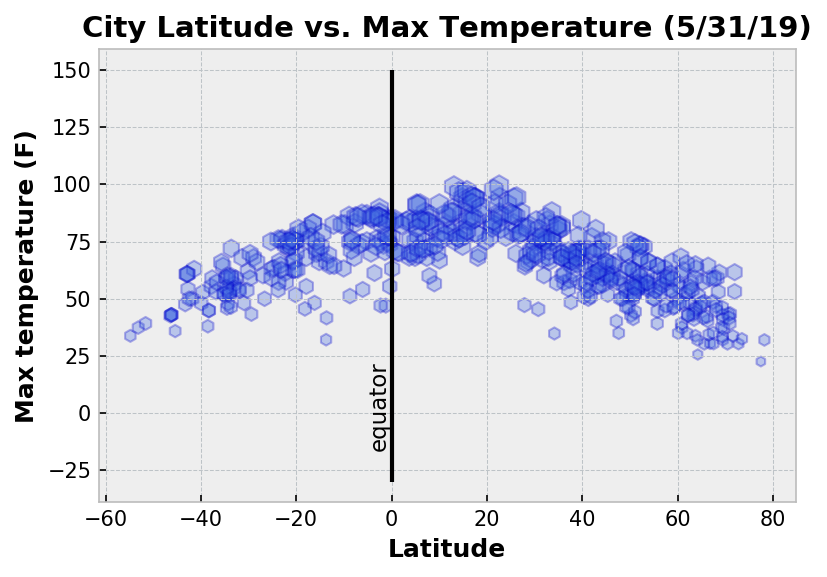 City Latitude vs. Max Temperature (5/31/19)
150
125
100
75
50
25
0
−25
Max temperature (F)
equator
−60 −40 −20 0 20 40 60 80
Latitude